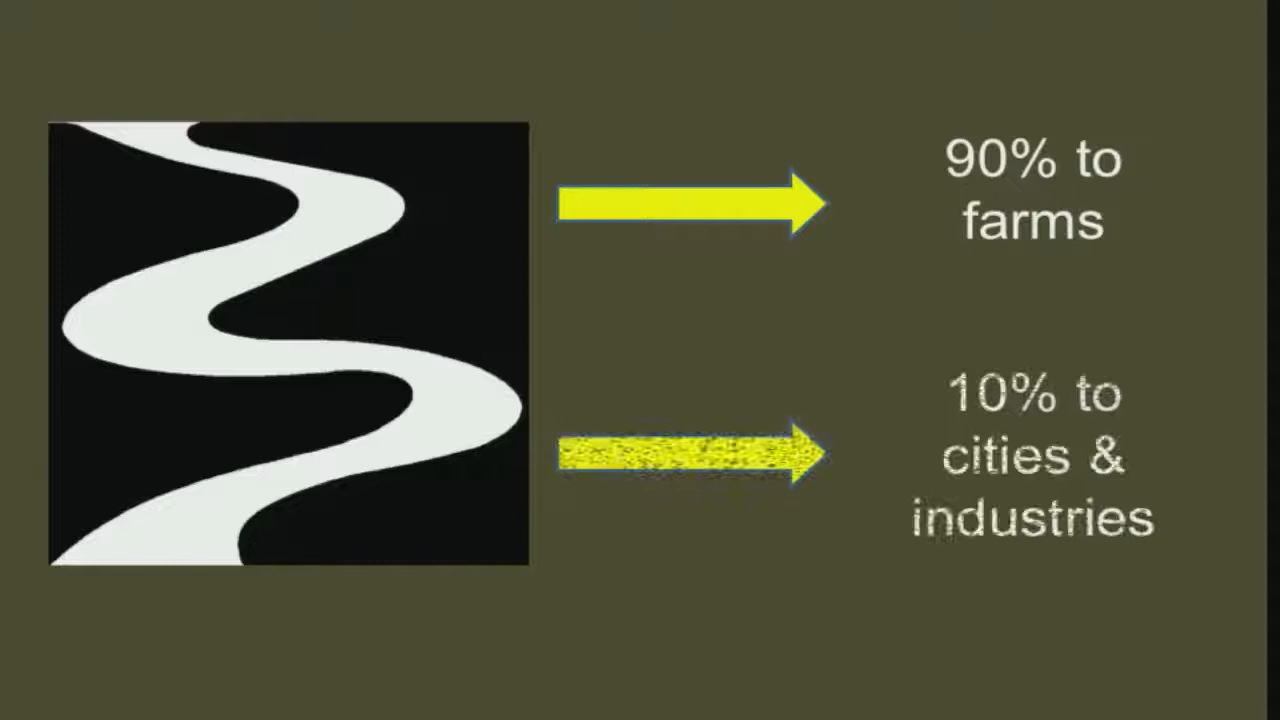 90% to
farms
10% to
cities &
industries